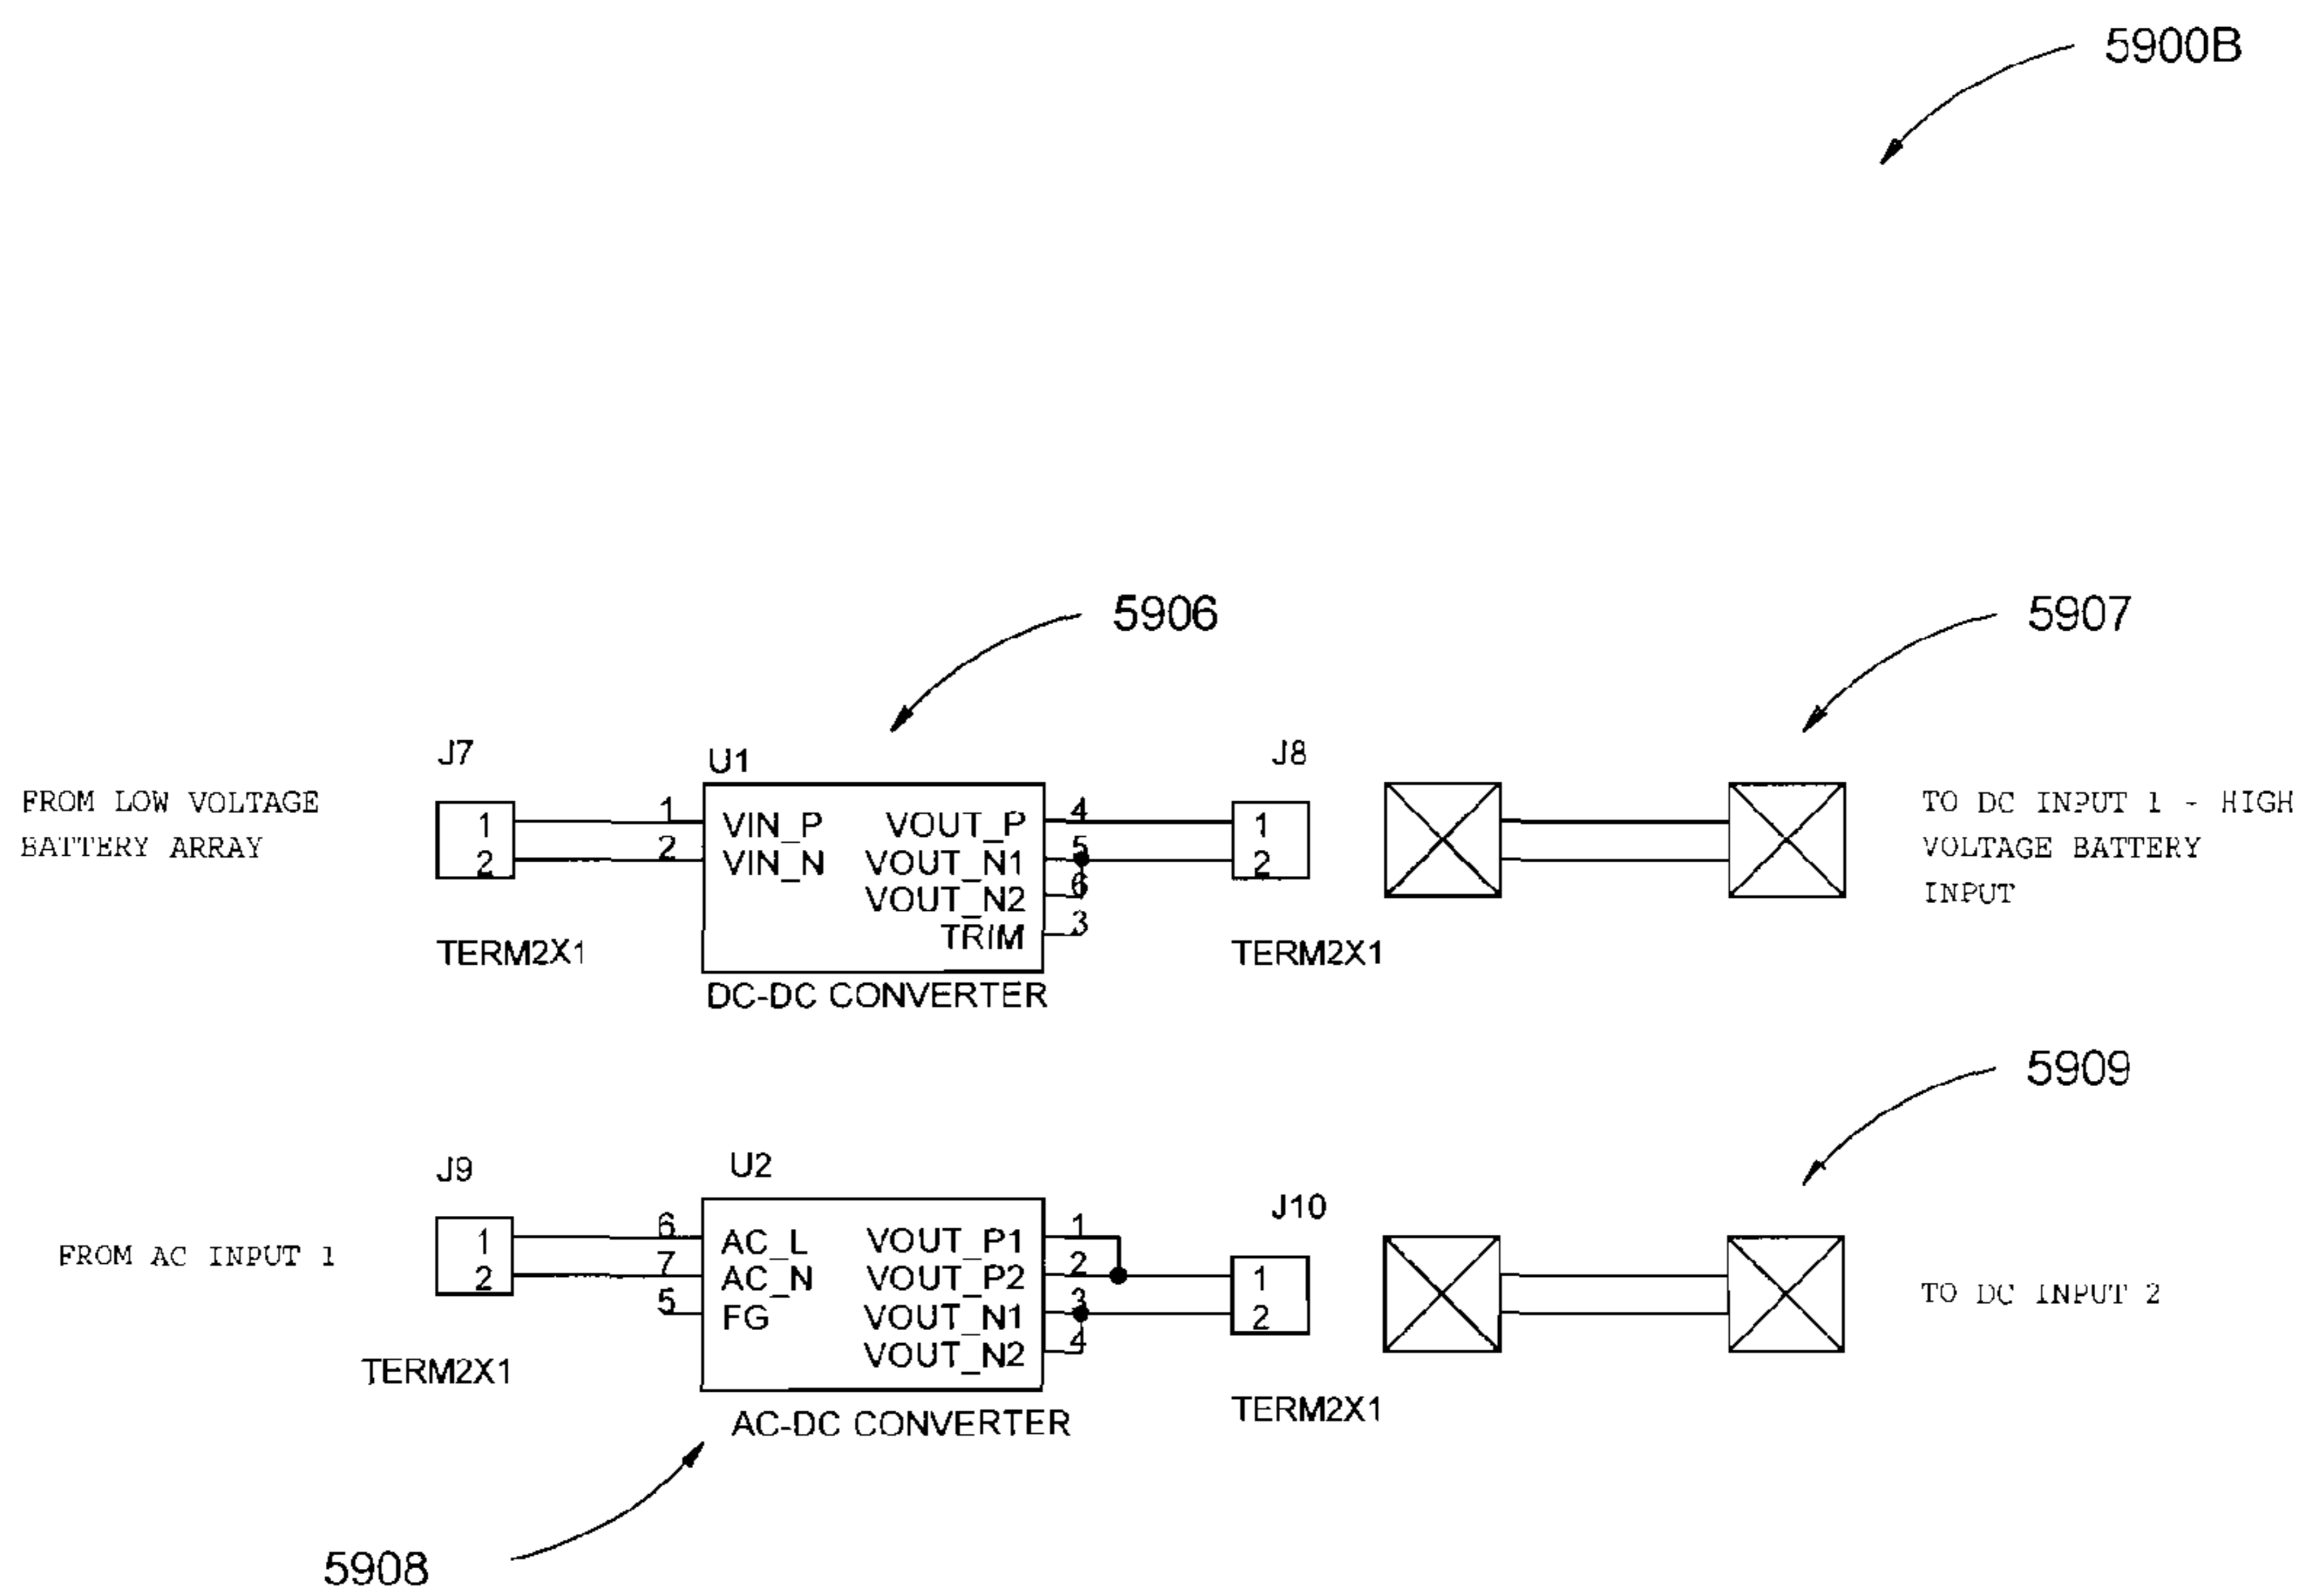 5900B
5906
5907
J7
U1
J8
FROM LOW VOLTAGE
BATTERY ARRAY
1
2
1
2
VIN_P
VIN_N
VOUT_P
VOUT_N1
VOUT_N2
TRIM
4
5
6
3
1
2
TO DC INPUT 1 - HIGH
VOLTAGE BATTERY
INPUT
TERM2X1
TERM2X1
DC-DC CONVERTER
5909
J9
U2
J10
FROM AC INPUT 1
1
2
6
7
5
AC_L
AC_N
FG
VOUT_P1
VOUT_P2
VOUT_N1
VOUT_N2
1
2
3
4
1
2
TO DC INPUT 2
TERM2X1
TERM2X1
AC-DC CONVERTER
5908